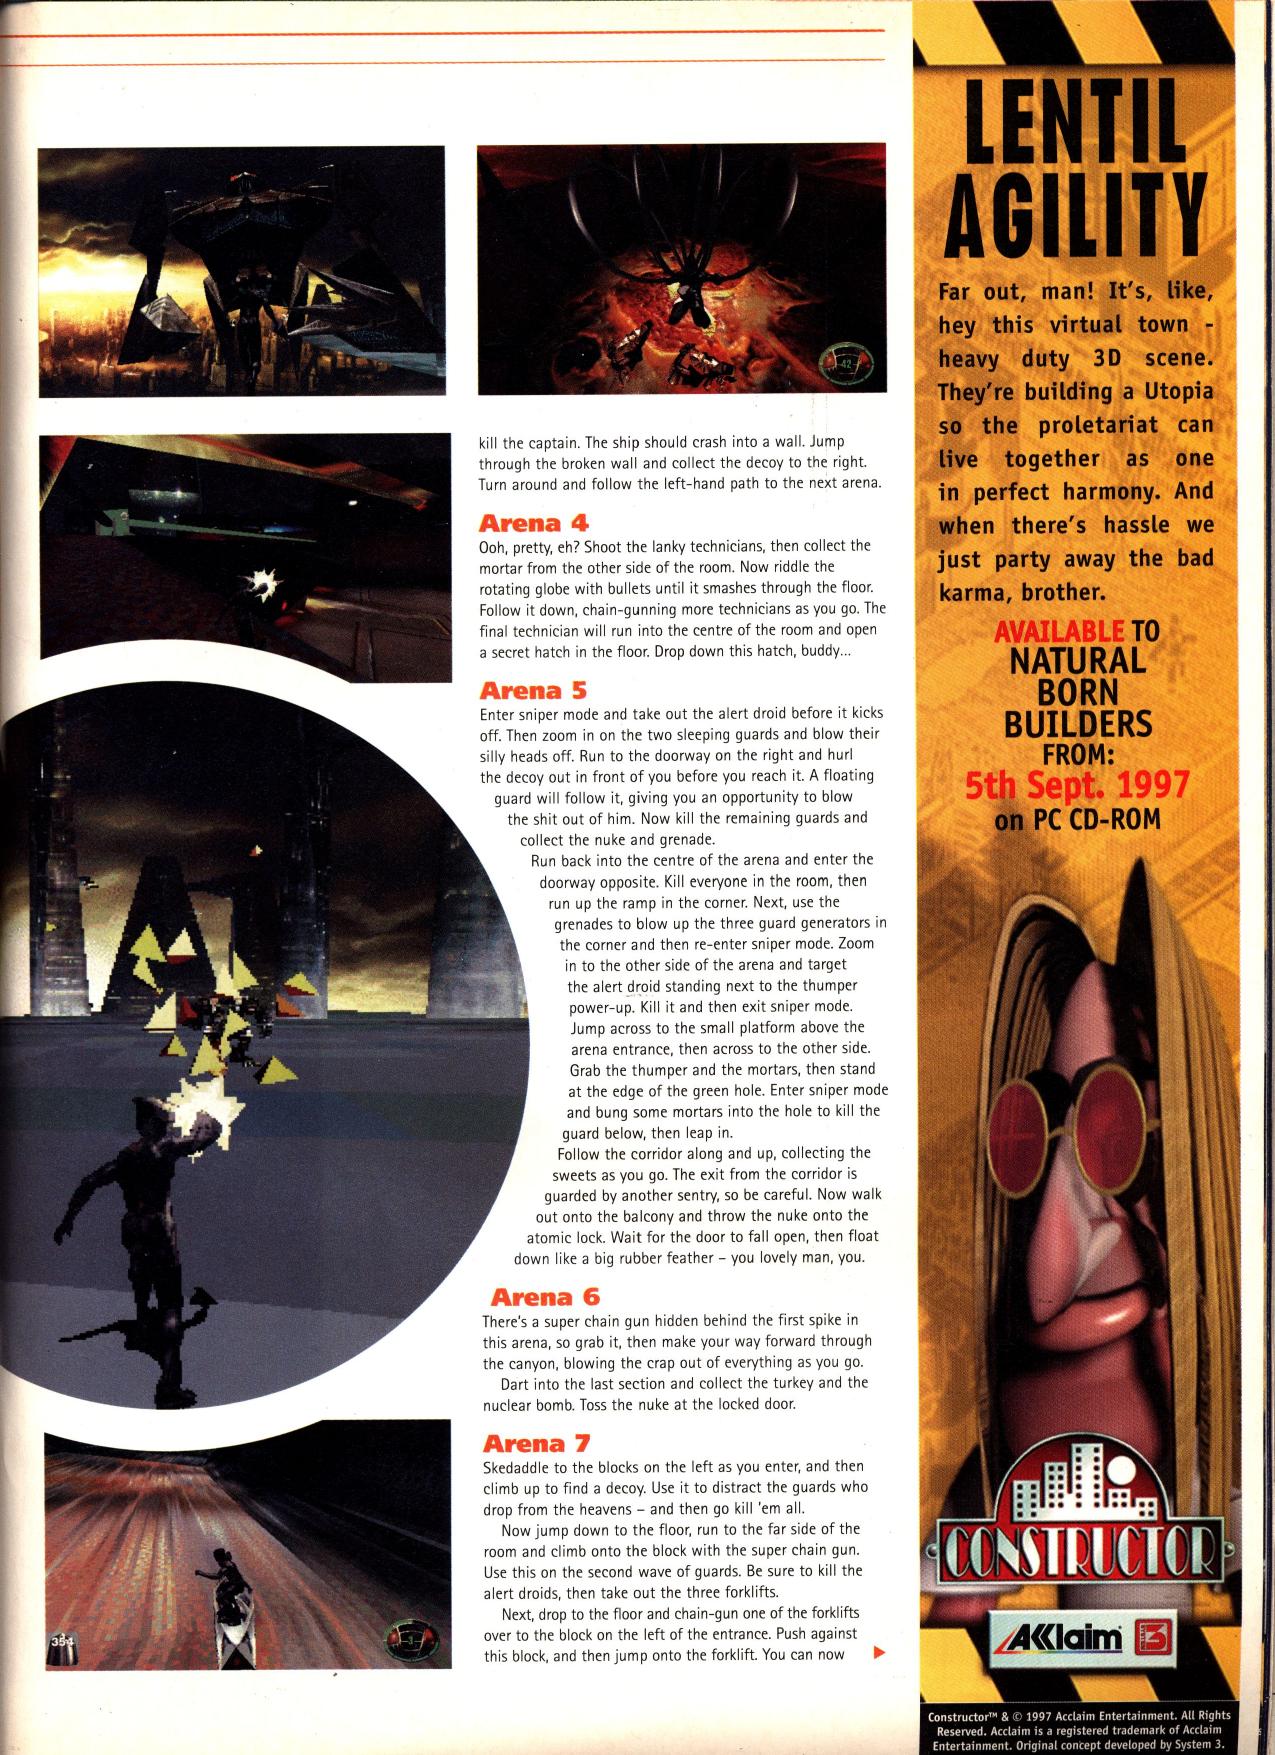 kill the captain. The ship should crash into a wall. Jump
through the broken wall and collect the decoy to the right.
Turn around and follow the left-hand path to the next arena.
Arena 4
Ooh, pretty, eh? Shoot the lanky technicians, then collect the
mortar from the other side of the room. Now riddle the
rotating globe with bullets until it smashes through the floor.
Follow it down, chain-gunning more technicians as you go. The
final technician will run into the centre of the room and open
a secret hatch in the floor. Drop down this hatch, buddy...
Arena 5
Enter sniper mode and take out the alert droid before it kicks
off. Then zoom in on the two sleeping guards and blow their
silly heads off. Run to the doorway on the right and hurl
the decoy out in front of you before you reach it. A floating
guard will follow it, giving you an opportunity to blow
the shit out of him. Now kill the remaining guards and
collect the nuke and grenade.
Run back into the centre of the arena and enter the
doorway opposite. Kill everyone in the room, then
run up the ramp in the corner. Next, use the
grenades to blow up the three guard generators in
the corner and then re-enter sniper mode. Zoom
in to the other side of the arena and target
the alert droid standing next to the thumper
power-up. Kill it and then exit sniper mode.
Jump across to the small platform above the
arena entrance, then across to the other side.
Grab the thumper and the mortars, then stand
at the edge of the green hole. Enter sniper mode
and bung some mortars into the hole to kill the
guard below, then leap in.
Follow the corridor along and up, collecting the
sweets as you go. The exit from the corridor is
guarded by another sentry, so be careful. Now walk
out onto the balcony and throw the nuke onto the
atomic lock. Wait for the door to fall open, then float
down like a big rubber feather – you lovely man, you.
Arena 6
There's a super chain gun hidden behind the first spike in
this arena, so grab it, then make your way forward through
the canyon, blowing the crap out of everything as you go.
Dart into the last section and collect the turkey and the
nuclear bomb. Toss the nuke at the locked door.
Arena 7
Skedaddle to the blocks on the left as you enter, and then
climb up to find a decoy. Use it to distract the guards who
drop from the heavens – and then go kill 'em all.
Now jump down to the floor, run to the far side of the
room and climb onto the block with the super chain gun.
Use this on the second wave of guards. Be sure to kill the
alert droids, then take out the three forklifts.
Next, drop to the floor and chain-gun one of the forklifts
over to the block on the left of the entrance. Push against
this block, and then jump onto the forklift. You can now
42
354
3
LENTIL
AGILITY
Far out, man! It's, like,
hey this virtual town -
heavy duty 3D scene.
They're building a Utopia
so the proletariat can
live together as one
in perfect harmony. And
when there's hassle we
just party away the bad
karma, brother.
AVAILABLE TO
NATURAL
BORN
BUILDERS
FROM:
5th Sept. 1997
on PC CD-ROM
CONSTRUCTOR
AKKlaim
Constructor™ & © 1997 Acclaim Entertainment. All Rights
Reserved. Acclaim is a registered trademark of Acclaim
Entertainment. Original concept developed by System 3.